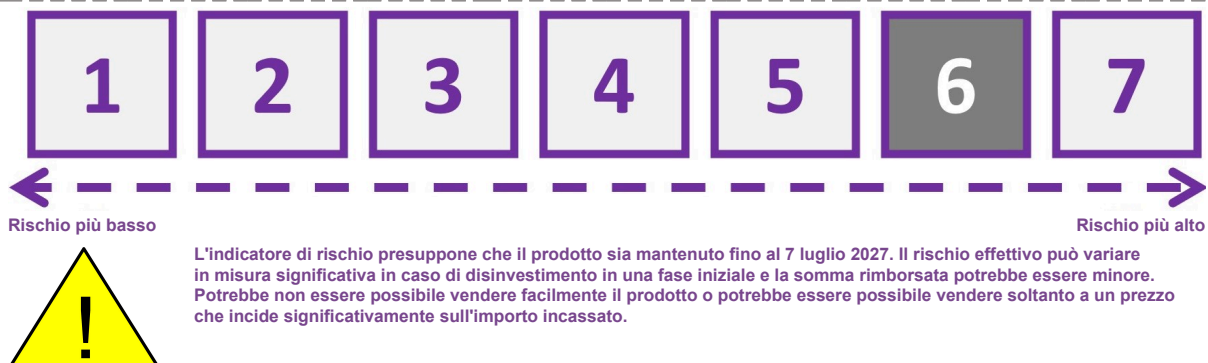 1 2 3 4 5 6 7
Rischio più basso Rischio più alto
L'indicatore di rischio presuppone che il prodotto sia mantenuto fino al 7 luglio 2027. Il rischio effettivo può variare
in misura significativa in caso di disinvestimento in una fase iniziale e la somma rimborsata potrebbe essere minore.
Potrebbe non essere possibile vendere facilmente il prodotto o potrebbe essere possibile vendere soltanto a un prezzo
che incide significativamente sull'importo incassato.
!